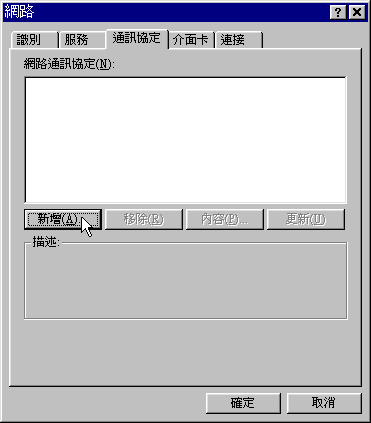 網路
識別 服務 通訊協定 介面卡 連接
網路通訊協定(N):
新增(A)... 移除(R) 內容(P)... 更新(U)
描述:
確定 取消